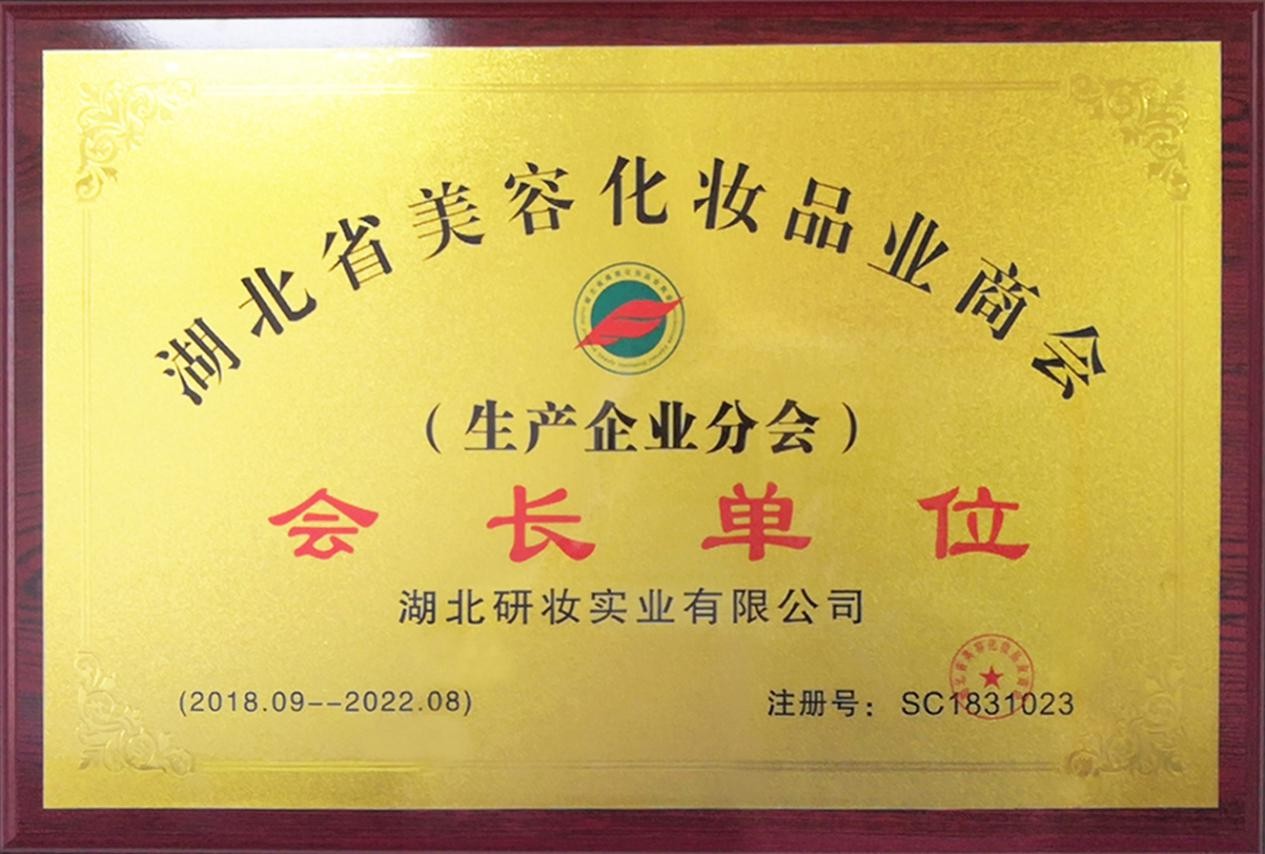 湖北省美容化妆品业商会
（生产企业分会）
会长单位
湖北研妆实业有限公司
(2018.09--2022.08)
注册号：SC1831023